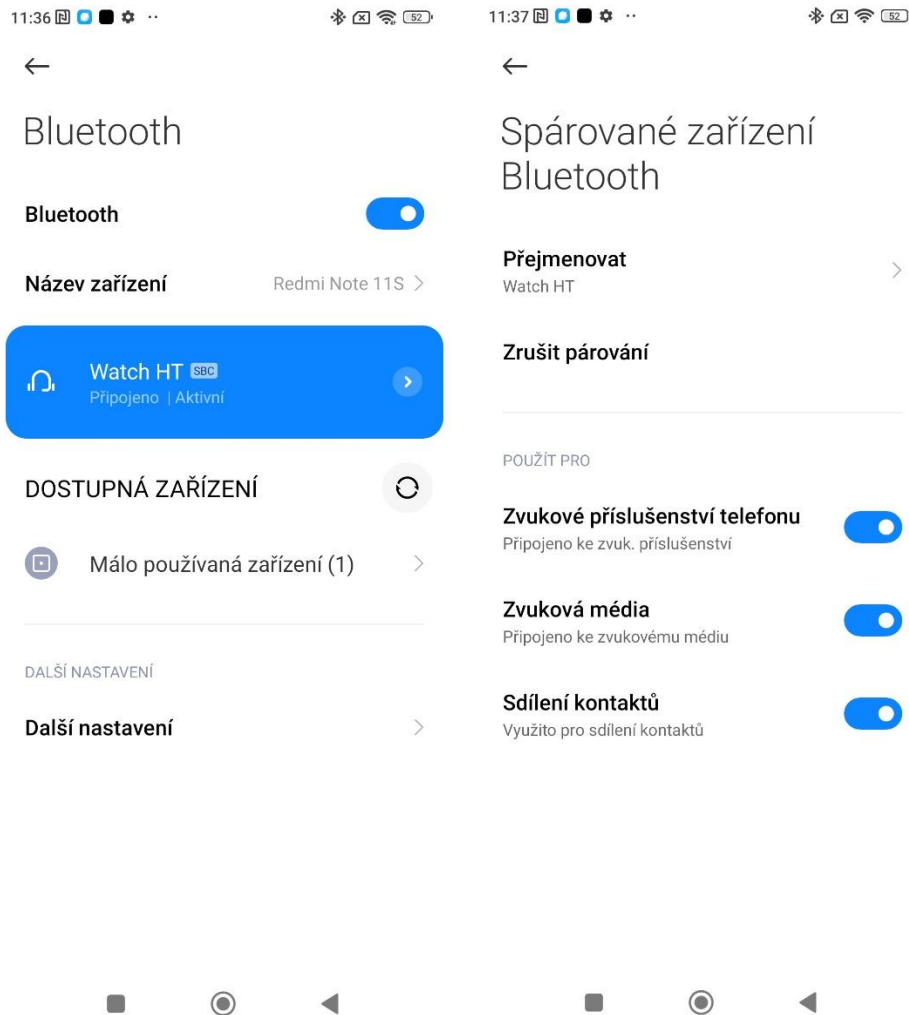 11:36
52
Bluetooth
Bluetooth
Název zařízení
Redmi Note 11S
Watch HT SBC
Připojeno | Aktivní
DOSTUPNÁ ZAŘÍZENÍ
Málo používaná zařízení (1)
DALŠÍ NASTAVENÍ
Další nastavení
11:37
52
Spárované zařízení
Bluetooth
Přejmenovat
Watch HT
Zrušit párování
POUŽÍT PRO
Zvukové příslušenství telefonu
Připojeno ke zvuk. příslušenství
Zvuková média
Připojeno ke zvukovému médiu
Sdílení kontaktů
Využito pro sdílení kontaktů